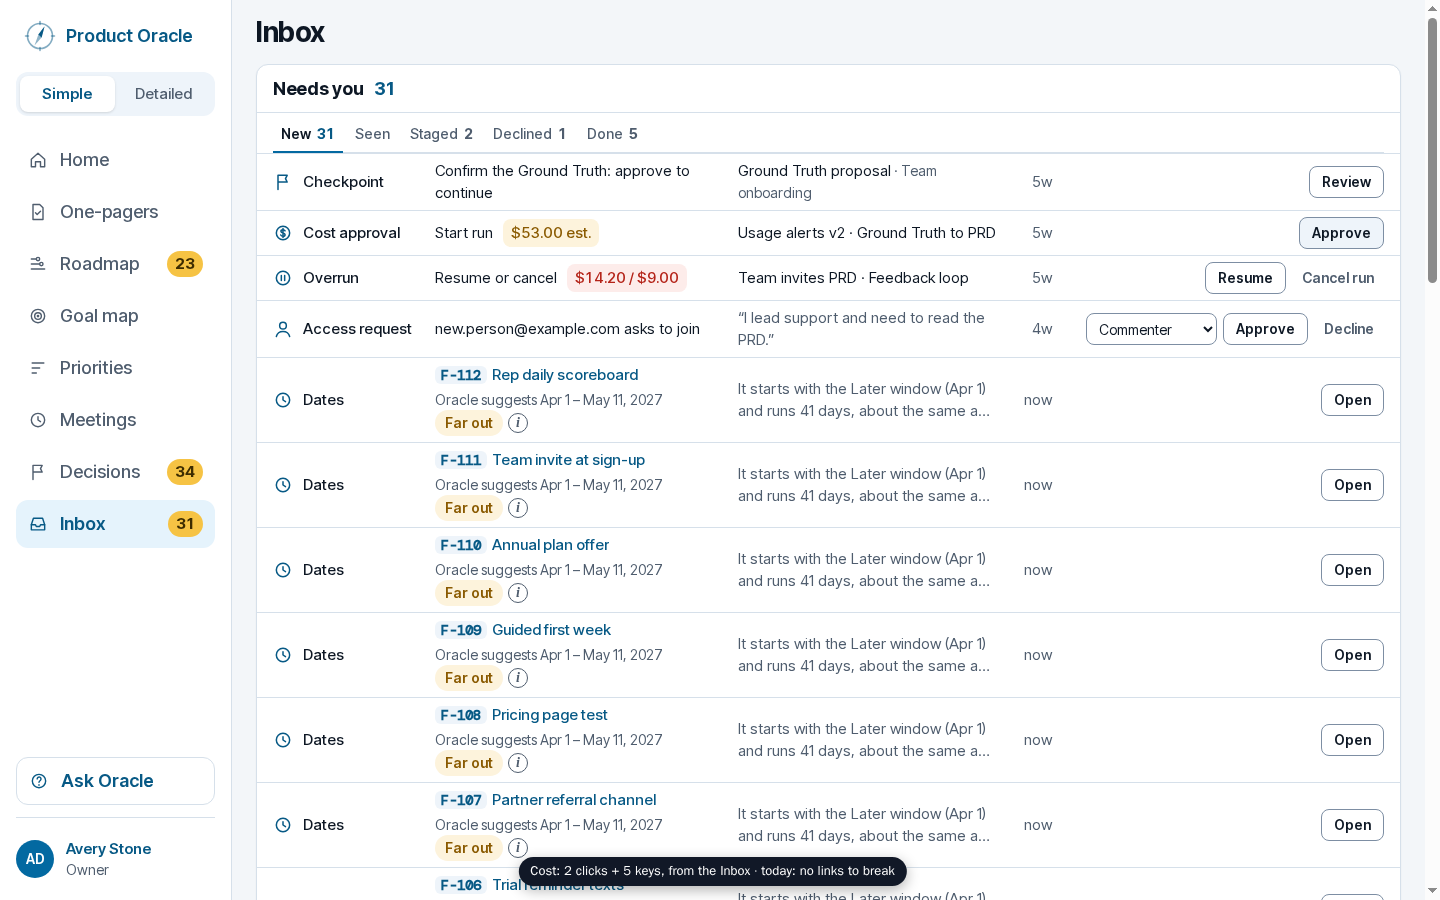 Product Oracle
Simple Detailed
Home
One-pagers
Roadmap 23
Goal map
Priorities
Meetings
Decisions 34
Inbox 31
Ask Oracle
AD
Avery Stone
Owner
Inbox
Needs you 31
New 31 Seen Staged 2 Declined 1 Done 5
Checkpoint
Confirm the Ground Truth: approve to
continue
Ground Truth proposal · Team
onboarding
5w
Review
Cost approval Start run $53.00 est. Usage alerts v2 · Ground Truth to PRD 5w Approve
Overrun Resume or cancel $14.20 / $9.00 Team invites PRD · Feedback loop 5w Resume Cancel run
Access request new.person@example.com asks to join
“I lead support and need to read the
PRD.”
4w Commenter Approve Decline
Dates
F-112 Rep daily scoreboard
Oracle suggests Apr 1 – May 11, 2027
Far out i
It starts with the Later window (Apr 1)
and runs 41 days, about the same a...
now
Open
Dates
F-111 Team invite at sign-up
Oracle suggests Apr 1 – May 11, 2027
Far out i
It starts with the Later window (Apr 1)
and runs 41 days, about the same a...
now
Open
Dates
F-110 Annual plan offer
Oracle suggests Apr 1 – May 11, 2027
Far out i
It starts with the Later window (Apr 1)
and runs 41 days, about the same a...
now
Open
Dates
F-109 Guided first week
Oracle suggests Apr 1 – May 11, 2027
Far out i
It starts with the Later window (Apr 1)
and runs 41 days, about the same a...
now
Open
Dates
F-108 Pricing page test
Oracle suggests Apr 1 – May 11, 2027
Far out i
It starts with the Later window (Apr 1)
and runs 41 days, about the same a...
now
Open
Dates
F-107 Partner referral channel
Oracle suggests Apr 1 – May 11, 2027
Far out i
It starts with the Later window (Apr 1)
and runs 41 days, about the same a...
now
Open
Cost: 2 clicks + 5 keys, from the Inbox · today: no links to break
F-106 Trial reminder texts
It starts with the Later window (Apr 1)